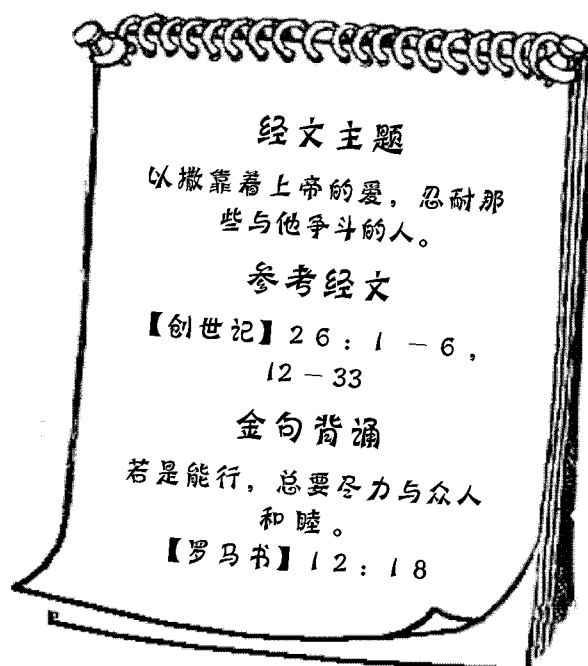 经文主题
以撒靠着上帝的爱，忍耐那
些与他争斗的人。
参考经文
【创世记】26：1－6，
12－33
金句背诵
若是能行，总要尽力与众人
和睦。
【罗马书】12：18